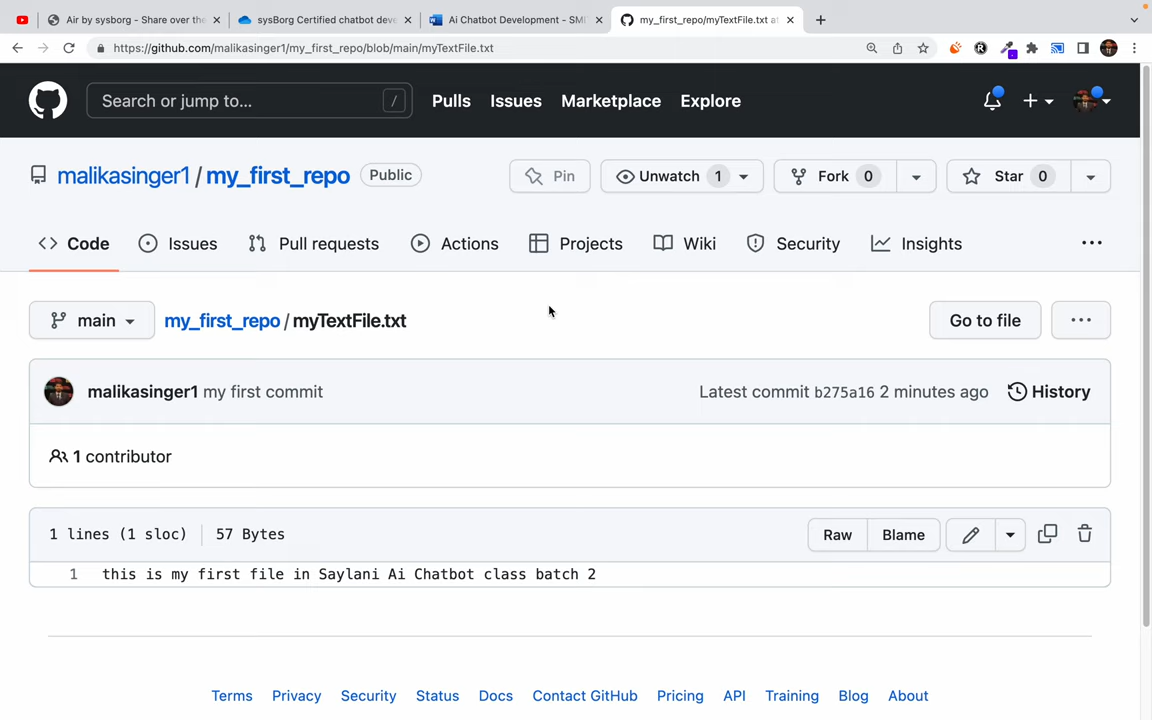 Air by sysborg - Share over the
sysBorg Certified chatbot deve
Ai Chatbot Development - SMI
my_first_repo/myTextFile.txt at
https://github.com/malikasinger1/my_first_repo/blob/main/myTextFile.txt
Search or jump to... / Pulls Issues Marketplace Explore
malikasinger1 / my_first_repo Public Pin Unwatch 1 Fork 0 Star 0
Code Issues Pull requests Actions Projects Wiki Security Insights
main my_first_repo / myTextFile.txt Go to file
malikasinger1 my first commit Latest commit b275a16 2 minutes ago History
1 contributor
1 lines (1 sloc) 57 Bytes Raw Blame
1 this is my first file in Saylani Ai Chatbot class batch 2
Terms Privacy Security Status Docs Contact GitHub Pricing API Training Blog About